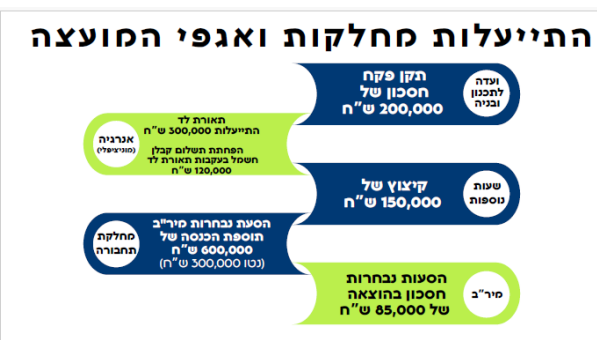 התייעלות מחלקות ואגפי המועצה
ועדה
לתכנון
ובניה
תקן פקח
חסכון של
200,000 ש"ח
אנרגיה
(מוניציפלי)
תאורת לד
התייעלות 300,000 ש"ח
הפחתת תשלום קבלן
חשמל בעקבות תאורת לד
120,000 ש"ח
שעות
נוספות
קיצוץ של
150,000 ש"ח
מחלקת
תחבורה
הסעת נבחרות מיר"ב
תוספת הכנסה של
600,000 ש"ח
(נטו 300,000 ש"ח)
מיר"ב
הסעות נבחרות
חסכון בהוצאה
של 85,000 ש"ח